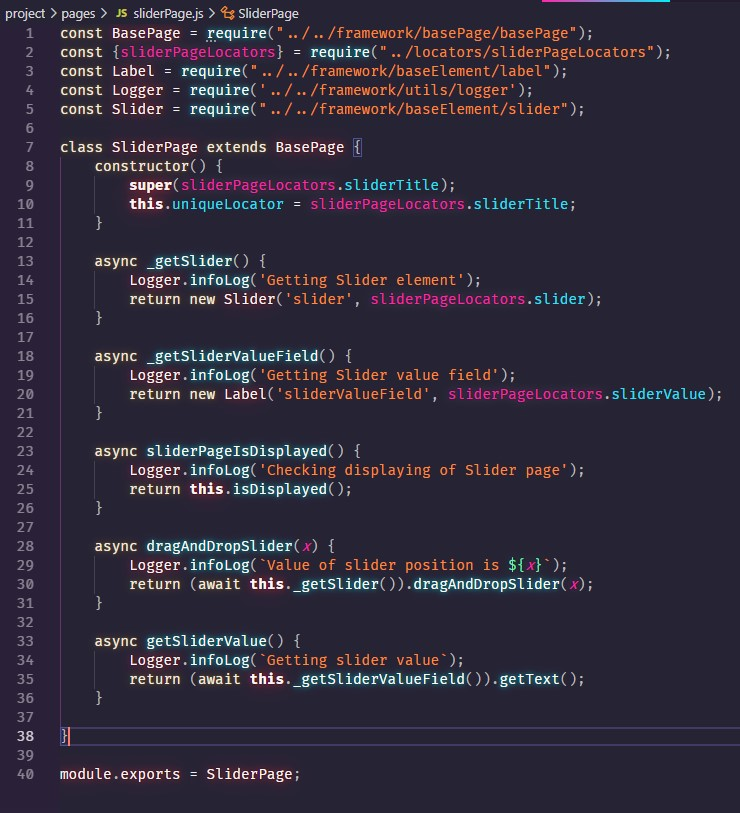 project > pages > JS sliderPage.js > SliderPage
1 const BasePage = require("../../framework/basePage/basePage");
2 const {sliderPageLocators} = require("../locators/sliderPageLocators");
3 const Label = require("../../framework/baseElement/label");
4 const Logger = require('../../framework/utils/logger');
5 const Slider = require("../../framework/baseElement/slider");
6
7 class SliderPage extends BasePage {
8     constructor() {
9         super(sliderPageLocators.sliderTitle);
10         this.uniqueLocator = sliderPageLocators.sliderTitle;
11     }
12
13     async _getSlider() {
14         Logger.infoLog('Getting Slider element');
15         return new Slider('slider', sliderPageLocators.slider);
16     }
17
18     async _getSliderValueField() {
19         Logger.infoLog('Getting Slider value field');
20         return new Label('sliderValueField', sliderPageLocators.sliderValue);
21     }
22
23     async sliderPageIsDisplayed() {
24         Logger.infoLog('Checking displaying of Slider page');
25         return this.isDisplayed();
26     }
27
28     async dragAndDropSlider(x) {
29         Logger.infoLog(`Value of slider position is ${x}`);
30         return (await this._getSlider()).dragAndDropSlider(x);
31     }
32
33     async getSliderValue() {
34         Logger.infoLog(`Getting slider value`);
35         return (await this._getSliderValueField()).getText();
36     }
37
38 }
39
40 module.exports = SliderPage;